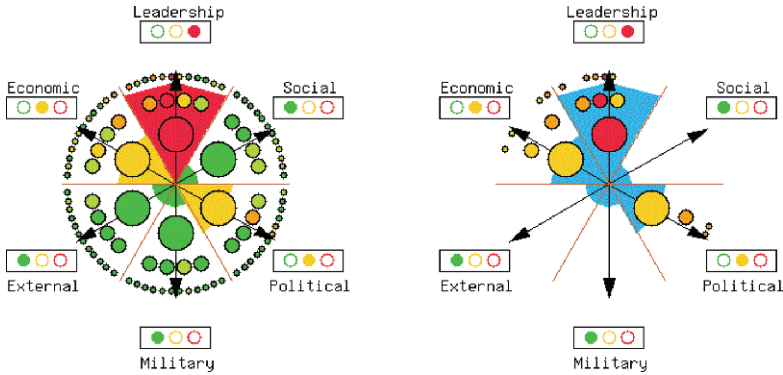 Leadership
Economic
Social
External
Political
Military
Leadership
Economic
Social
External
Political
Military